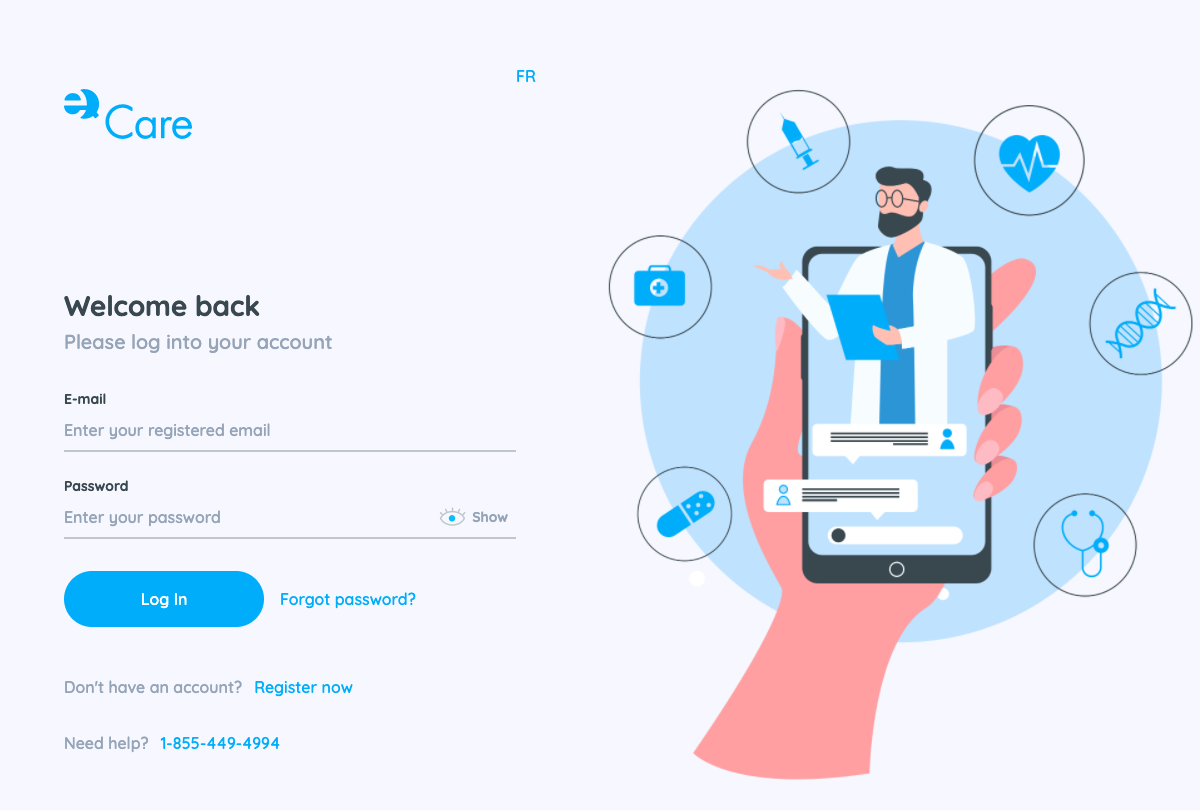 FR
Care
Welcome back
Please log into your account
E-mail
Enter your registered email
Password
Enter your password
Show
Log In
Forgot password?
Don't have an account? Register now
Need help? 1-855-449-4994